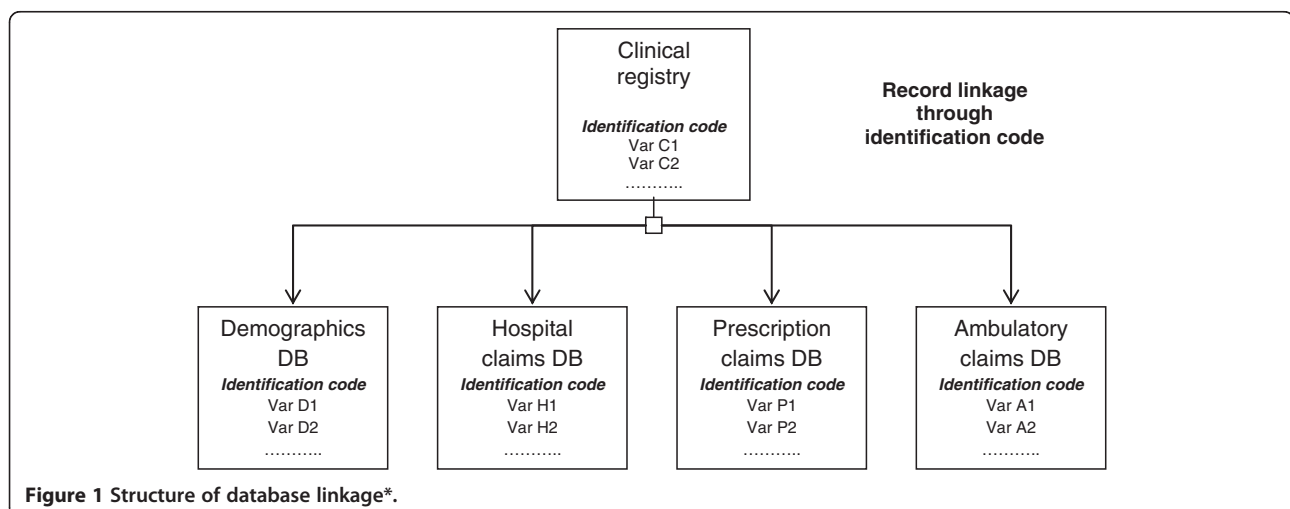 Clinical
registry
Identification code
Var C1
Var C2
………..
Record linkage
through
identification code
Demographics
DB
Identification code
Var D1
Var D2
………..
Hospital
claims DB
Identification code
Var H1
Var H2
………..
Prescription
claims DB
Identification code
Var P1
Var P2
………..
Ambulatory
claims DB
Identification code
Var A1
Var A2
………..
Figure 1 Structure of database linkage*.